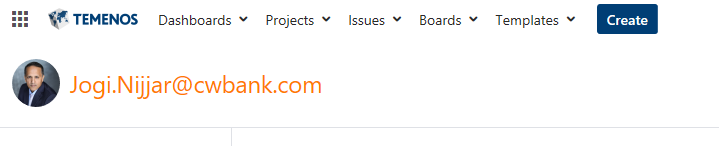 TEMENOS Dashboards Projects Issues Boards Templates Create
Jogi.Nijjar@cwbank.com